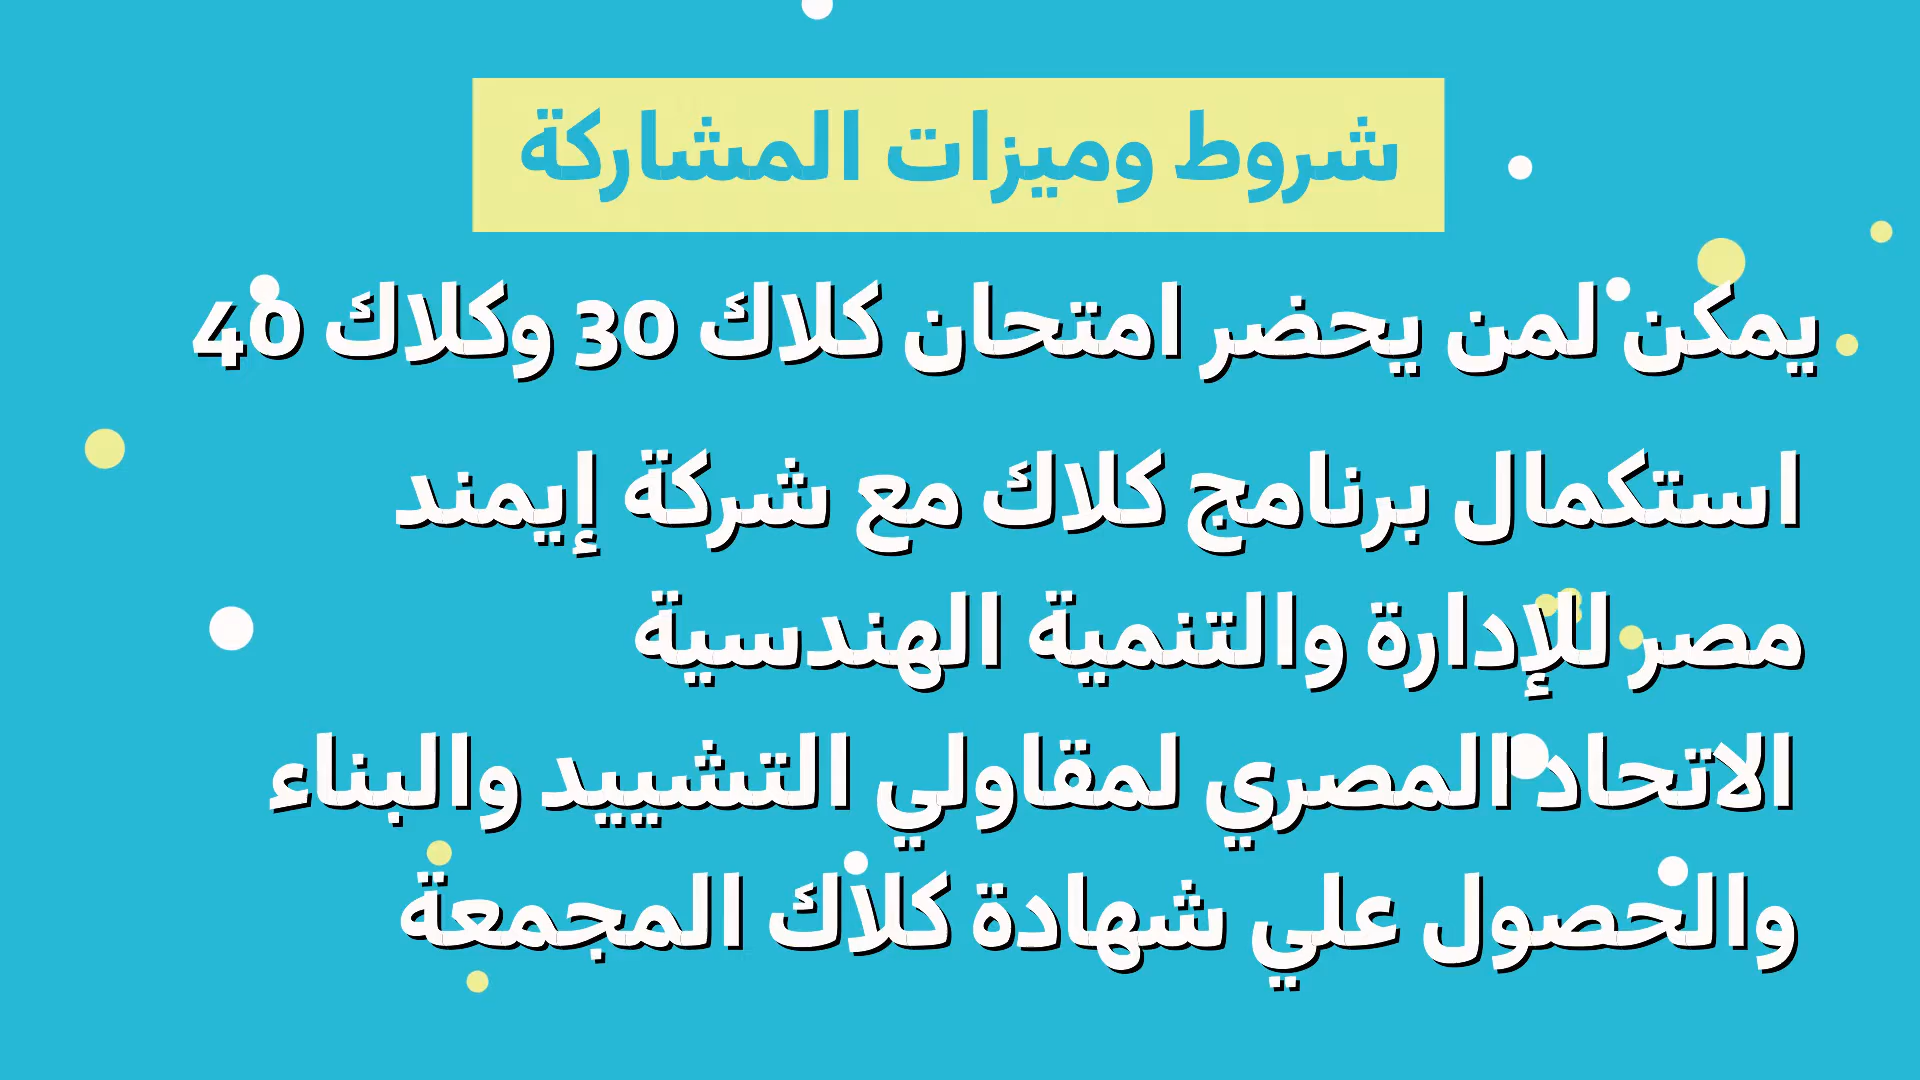 شروط وميزات المشاركة
يمكن لمن يحضر امتحان كلاك 30 وكلاك 40
استكمال برنامج كلاك مع شركة إيمند
مصر للإدارة والتنمية الهندسية
الاتحاد المصري لمقاولي التشييد والبناء
والحصول علي شهادة كلاك المجمعة